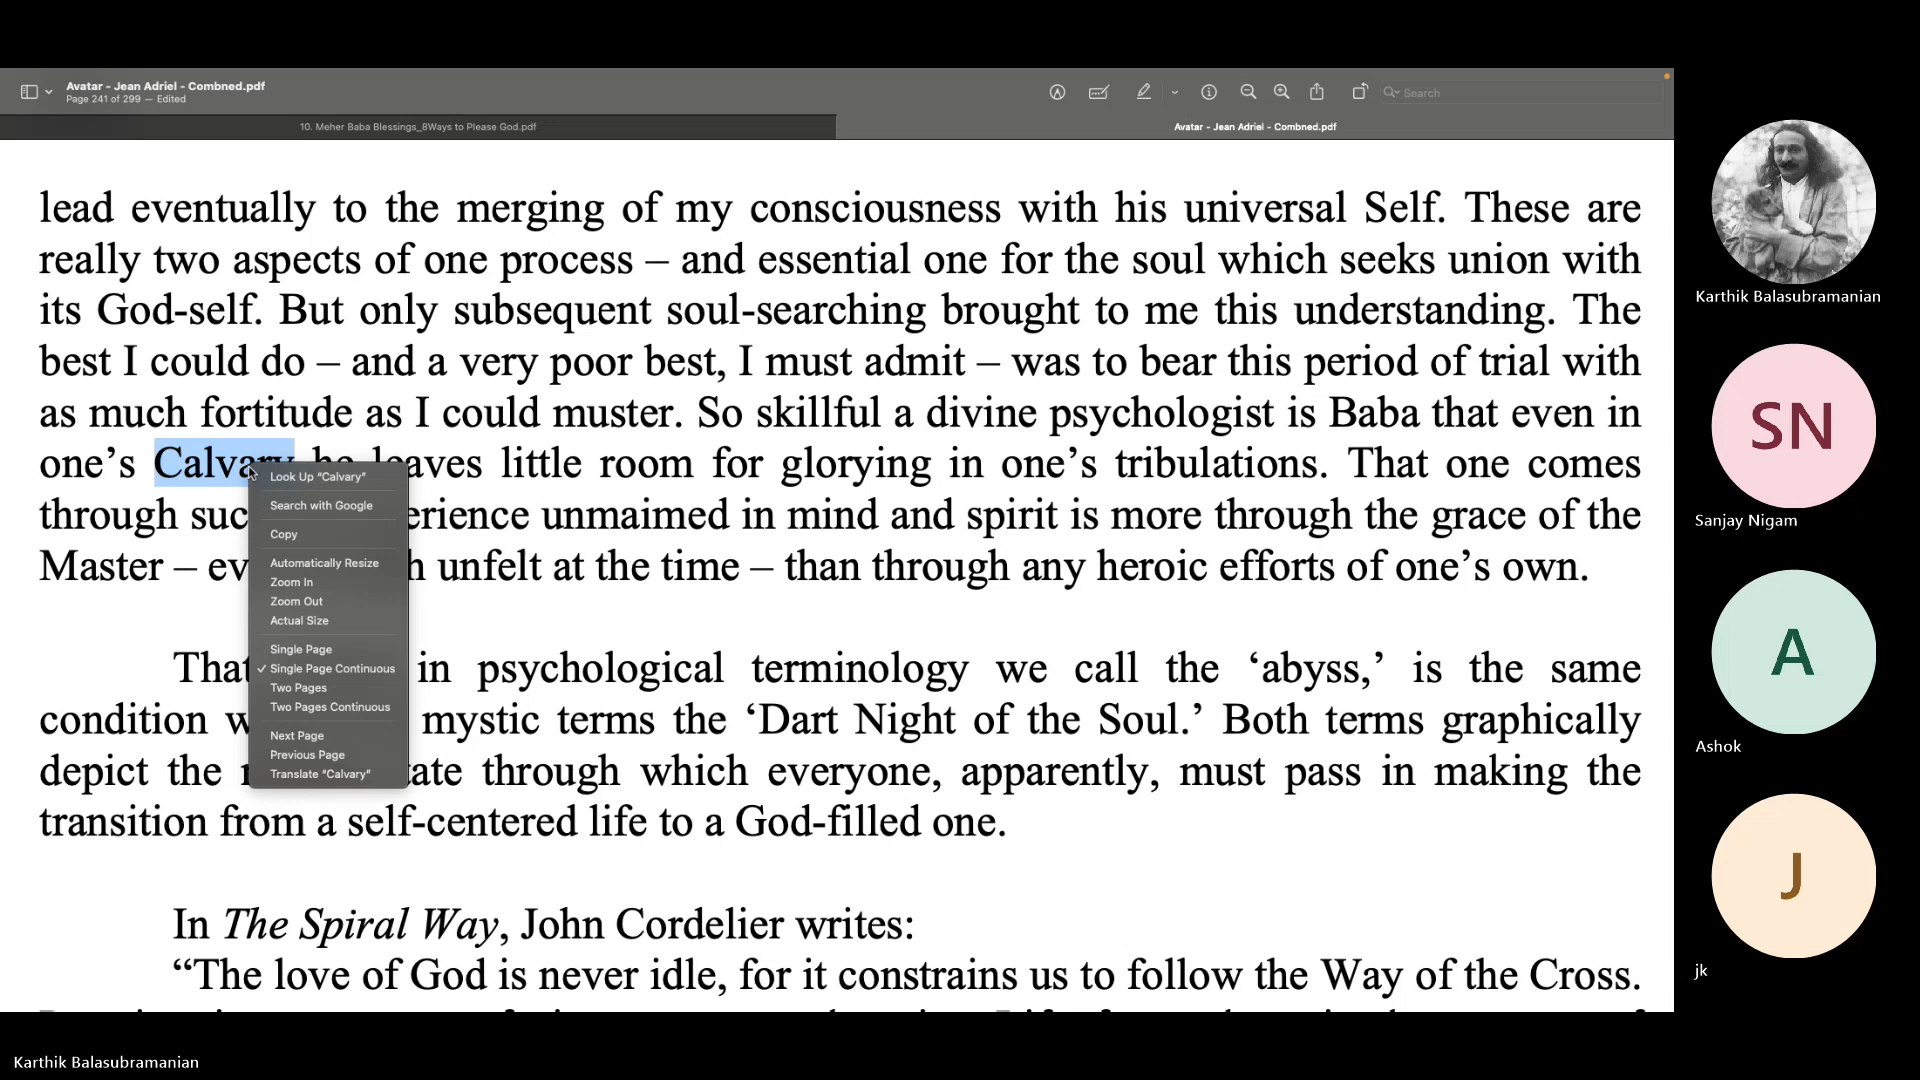 Avatar - Jean Adriel - Combned.pdf
Page 241 of 299 — Edited
Search
10. Meher Baba Blessings_8Ways to Please God.pdf
Avatar - Jean Adriel - Combned.pdf
lead eventually to the merging of my consciousness with his universal Self. These are
really two aspects of one process – and essential one for the soul which seeks union with
its God-self. But only subsequent soul-searching brought to me this understanding. The
best I could do – and a very poor best, I must admit – was to bear this period of trial with
as much fortitude as I could muster. So skillful a divine psychologist is Baba that even in
one’s Calvary he leaves little room for glorying in one’s tribulations. That one comes
through suc erience unmaimed in mind and spirit is more through the grace of the
Master – ev h unfelt at the time – than through any heroic efforts of one’s own.
That in psychological terminology we call the ‘abyss,’ is the same
condition w mystic terms the ‘Dart Night of the Soul.’ Both terms graphically
depict the tate through which everyone, apparently, must pass in making the
transition from a self-centered life to a God-filled one.
In The Spiral Way, John Cordelier writes:
“The love of God is never idle, for it constrains us to follow the Way of the Cross.
Look Up “Calvary”
Search with Google
Copy
Automatically Resize
Zoom In
Zoom Out
Actual Size
Single Page
✓ Single Page Continuous
Two Pages
Two Pages Continuous
Next Page
Previous Page
Translate “Calvary”
Karthik Balasubramanian
SN
Sanjay Nigam
A
Ashok
J
jk
Karthik Balasubramanian